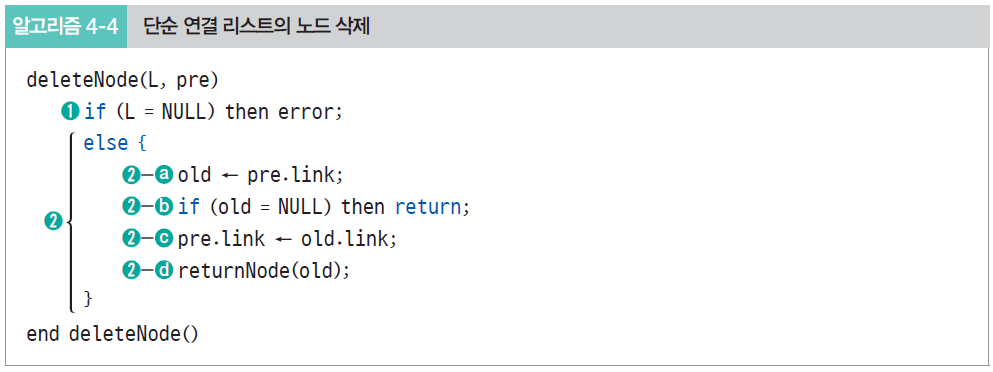 알고리즘 4-4 단순 연결 리스트의 노드 삭제
deleteNode(L, pre)
❶ if (L = NULL) then error;
else {
❷-ⓐ old ← pre.link;
❷-ⓑ if (old = NULL) then return;
❷
❷-ⓒ pre.link ← old.link;
❷-ⓓ returnNode(old);
}
end deleteNode()